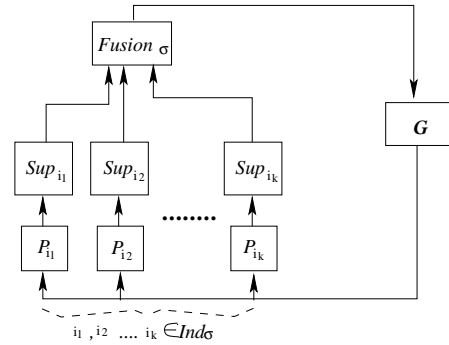 Fusion σ
G
Sup i1 Sup i2 Sup ik
........
P i1 P i2 P ik
i1 , i2 .... ik ∈ Indσ